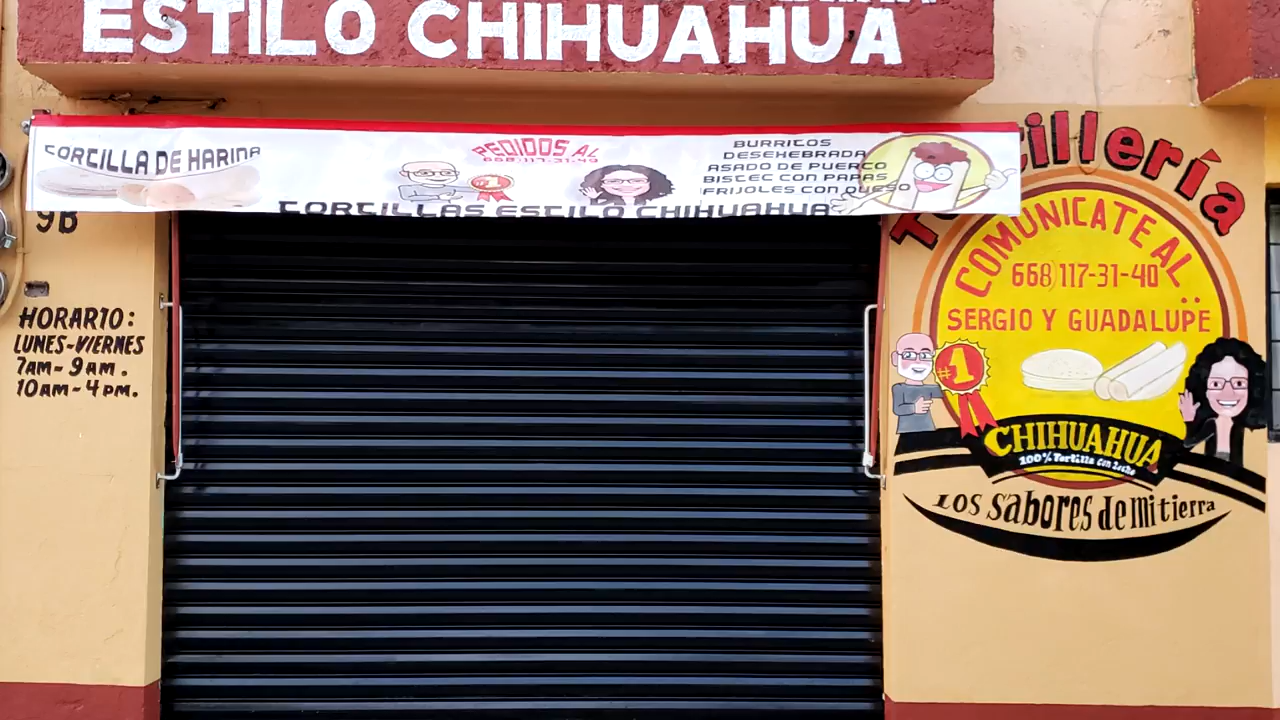 ESTILO CHIHUAHUA
TORTILLA DE HARINA
PEDIDOS AL
668)117-31-40
#1
BURRITOS
DESEHEBRADA
ASADO DE PUERCO
BISTEC CON PAPAS
FRIJOLES CON QUESO
TORTILLAS ESTILO CHIHUAHUA
9B
HORARIO:
LUNES-VIERNES
7AM- 9AM.
10AM-4PM.
Tortillería
COMUNICATE AL
668)117-31-40
SERGIO Y GUADALUPE
#1
CHIHUAHUA
100% Tortilla con Leche
LOS SABORES DE MI TIERRA